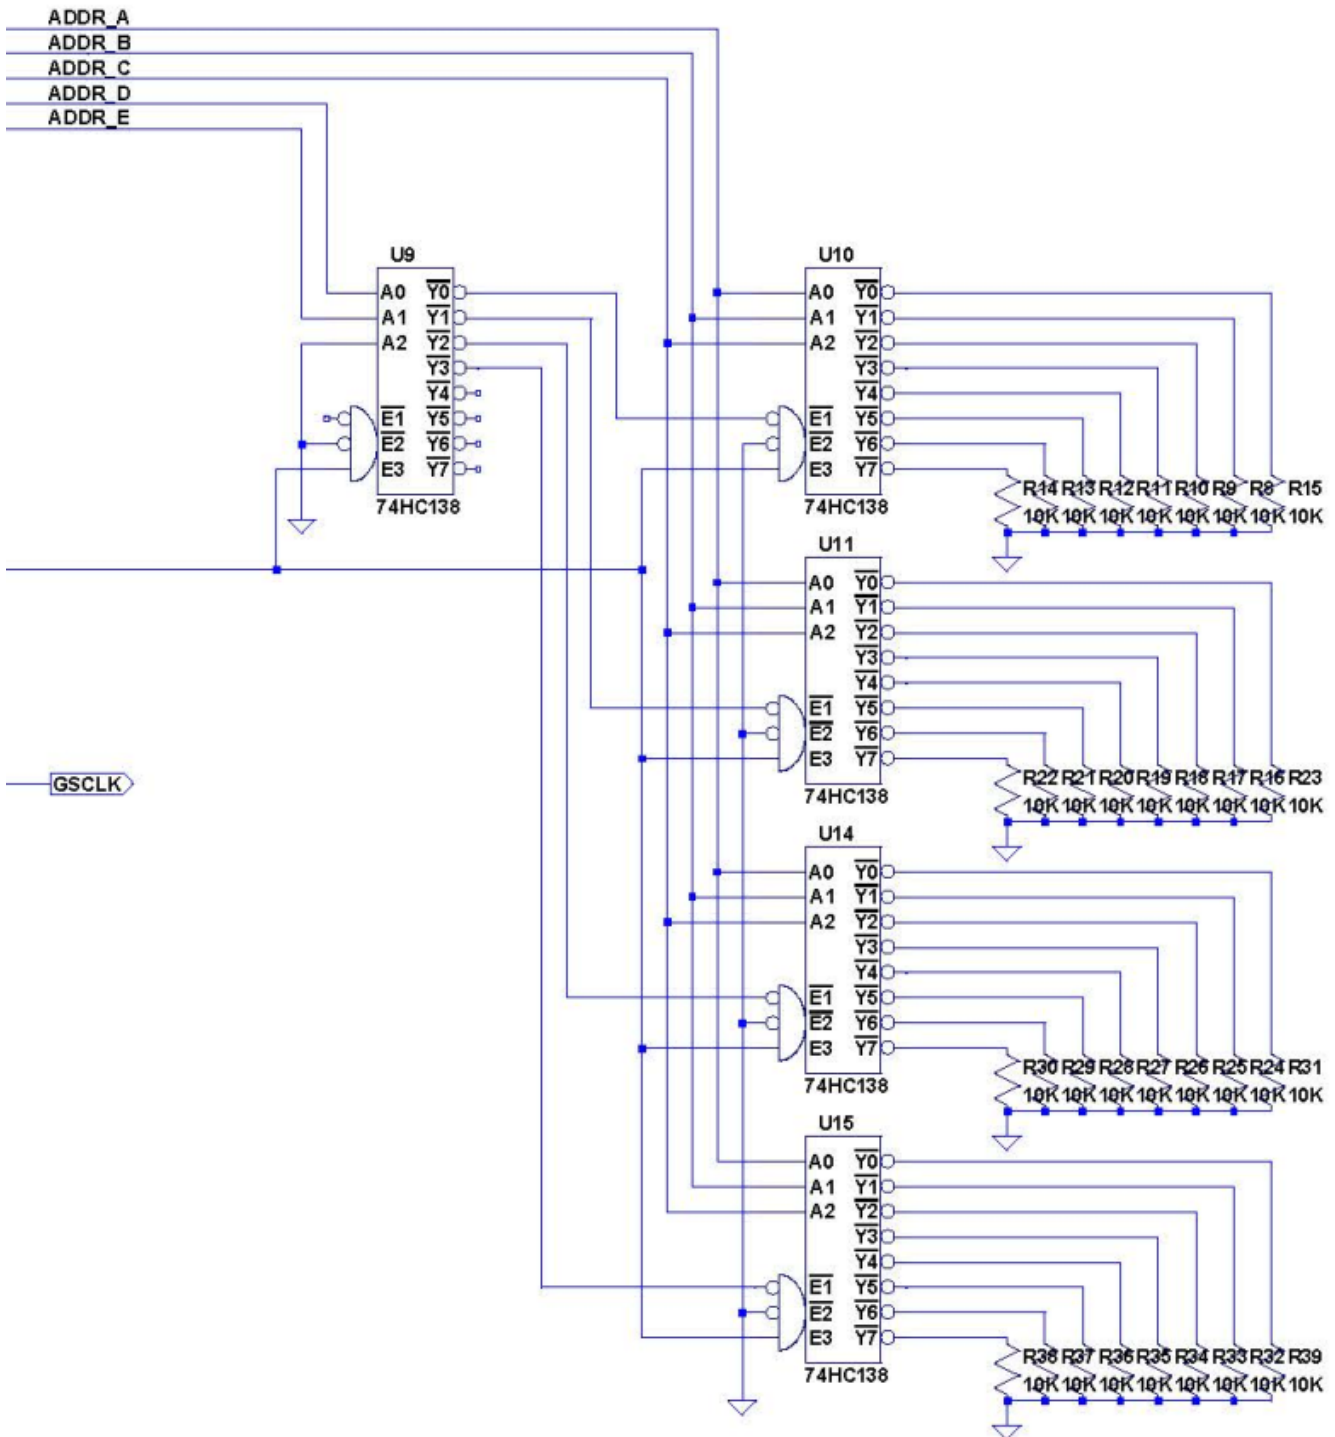 ADDR_A
ADDR_B
ADDR_C
ADDR_D
ADDR_E
U9
A0 Y0
A1 Y1
A2 Y2
Y3
Y4
E1 Y5
E2 Y6
E3 Y7
74HC138
U10
A0 Y0
A1 Y1
A2 Y2
Y3
Y4
E1 Y5
E2 Y6
E3 Y7
74HC138
R14 R13 R12 R11 R10 R9 R8 R15
10K 10K 10K 10K 10K 10K 10K 10K
U11
A0 Y0
A1 Y1
A2 Y2
Y3
Y4
E1 Y5
E2 Y6
E3 Y7
74HC138
R22 R21 R20 R19 R18 R17 R16 R23
10K 10K 10K 10K 10K 10K 10K 10K
GSCLK
U14
A0 Y0
A1 Y1
A2 Y2
Y3
Y4
E1 Y5
E2 Y6
E3 Y7
74HC138
R30 R29 R28 R27 R26 R25 R24 R31
10K 10K 10K 10K 10K 10K 10K 10K
U15
A0 Y0
A1 Y1
A2 Y2
Y3
Y4
E1 Y5
E2 Y6
E3 Y7
74HC138
R38 R37 R36 R35 R34 R33 R32 R39
10K 10K 10K 10K 10K 10K 10K 10K